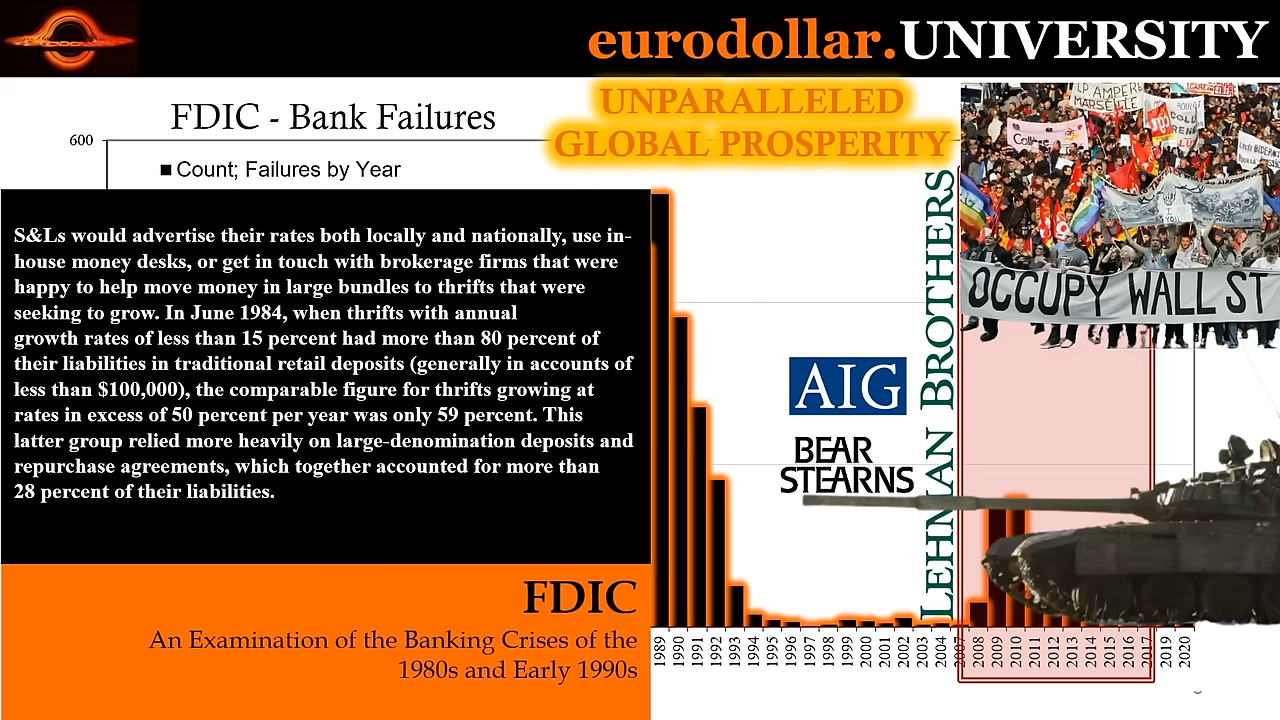 eurodollar.UNIVERSITY
UNPARALLELED
GLOBAL PROSPERITY
FDIC - Bank Failures
600
Count; Failures by Year
S&Ls would advertise their rates both locally and nationally, use in-
house money desks, or get in touch with brokerage firms that were
happy to help move money in large bundles to thrifts that were
seeking to grow. In June 1984, when thrifts with annual
growth rates of less than 15 percent had more than 80 percent of
their liabilities in traditional retail deposits (generally in accounts of
less than $100,000), the comparable figure for thrifts growing at
rates in excess of 50 percent per year was only 59 percent. This
latter group relied more heavily on large-denomination deposits and
repurchase agreements, which together accounted for more than
28 percent of their liabilities.
FDIC
An Examination of the Banking Crises of the
1980s and Early 1990s
LP AMPERE
MARSEILLE
OCCUPY WALL ST
AIG
BEAR
STEARNS
LEHMAN BROTHERS
1989
1990
1991
1992
1993
1994
1995
1996
1997
1998
1999
2000
2001
2002
2003
2004
2007
2008
2009
2010
2011
2012
2013
2014
2015
2016
2017
2019
2020